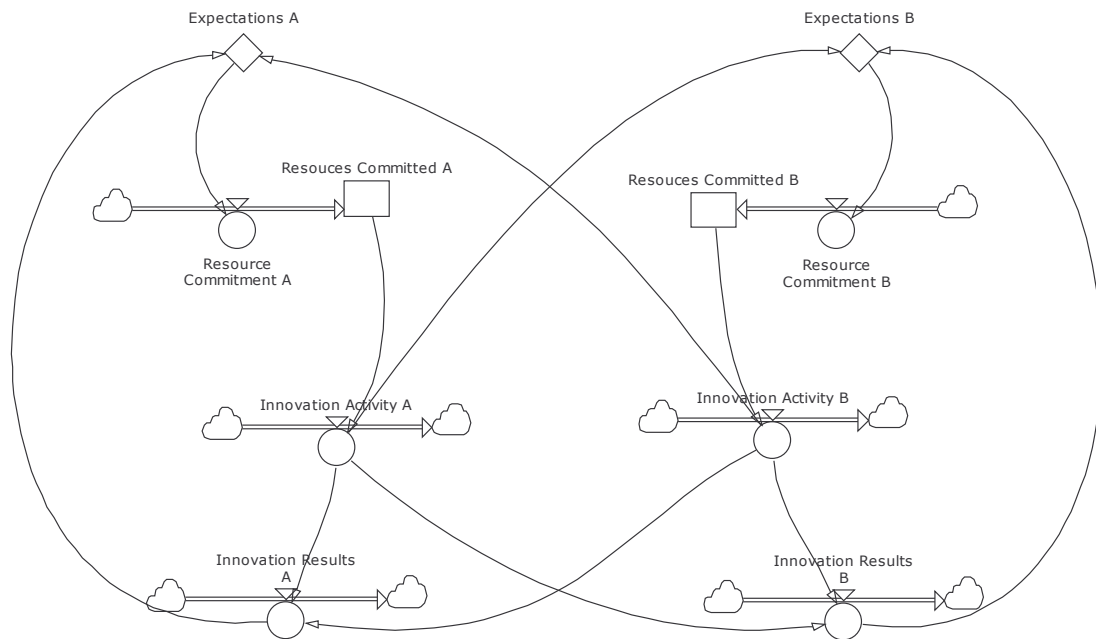 Expectations A
Expectations B
Resouces Committed A
Resouces Committed B
Resource
Commitment A
Resource
Commitment B
Innovation Activity A
Innovation Activity B
Innovation Results
A
Innovation Results
B